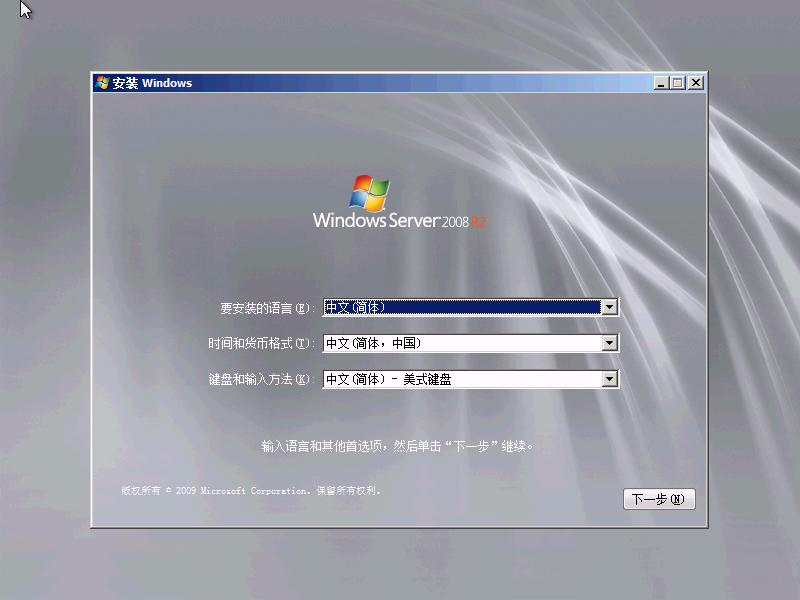 安装 Windows
Windows Server 2008 R2
要安装的语言(E):
中文(简体)
时间和货币格式(T):
中文(简体，中国)
键盘和输入方法(K):
中文(简体) - 美式键盘
输入语言和其他首选项，然后单击“下一步”继续。
版权所有 © 2009 Microsoft Corporation。保留所有权利。
下一步(N)